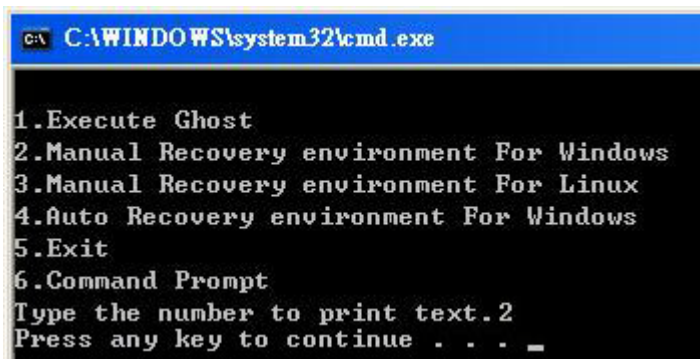 C:\WINDOWS\system32\cmd.exe
1.Execute Ghost
2.Manual Recovery environment For Windows
3.Manual Recovery environment For Linux
4.Auto Recovery environment For Windows
5.Exit
6.Command Prompt
Type the number to print text.2
Press any key to continue . . . _